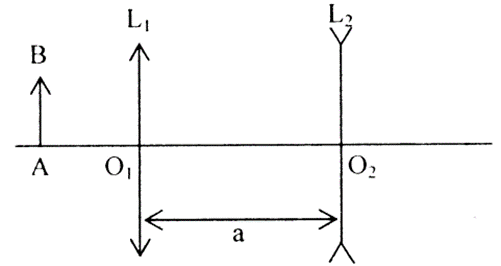 L₁ L₂
B
A O₁ O₂
a